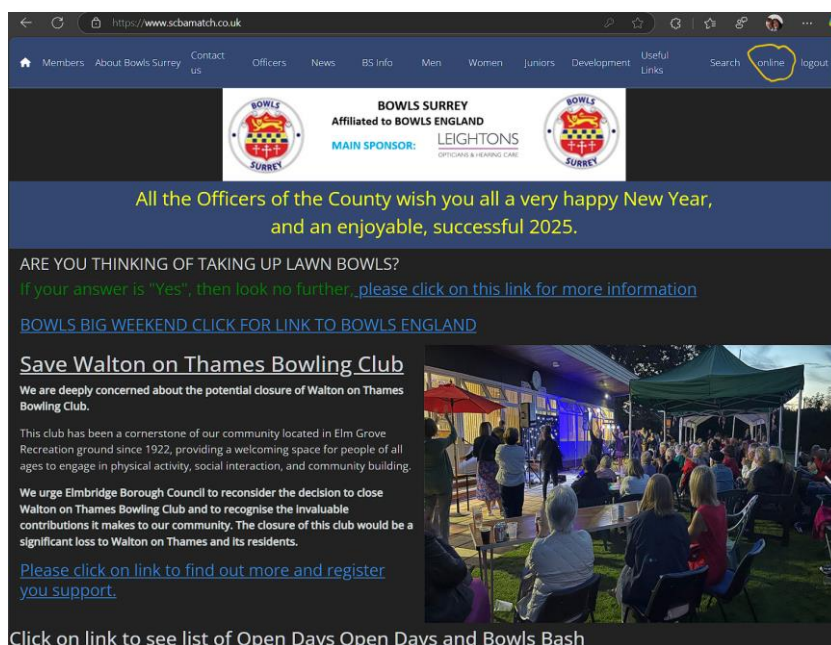 https://www.scbamatch.co.uk
Members About Bowls Surrey Contact us Officers News BS Info Men Women Juniors Development Useful Links Search online logout
BOWLS SURREY
BOWLS SURREY
Affiliated to BOWLS ENGLAND
MAIN SPONSOR: LEIGHTONS
OPTICIANS & HEARING CARE
BOWLS SURREY
All the Officers of the County wish you all a very happy New Year,
and an enjoyable, successful 2025.
ARE YOU THINKING OF TAKING UP LAWN BOWLS?
If your answer is "Yes", then look no further, please click on this link for more information
BOWLS BIG WEEKEND CLICK FOR LINK TO BOWLS ENGLAND
Save Walton on Thames Bowling Club
We are deeply concerned about the potential closure of Walton on Thames
Bowling Club.
This club has been a cornerstone of our community located in Elm Grove
Recreation ground since 1922, providing a welcoming space for people of all
ages to engage in physical activity, social interaction, and community building.
We urge Elmbridge Borough Council to reconsider the decision to close
Walton on Thames Bowling Club and to recognise the invaluable
contributions it makes to our community. The closure of this club would be a
significant loss to Walton on Thames and its residents.
Please click on link to find out more and register
you support.
Click on link to see list of Open Days Open Days and Bowls Bash